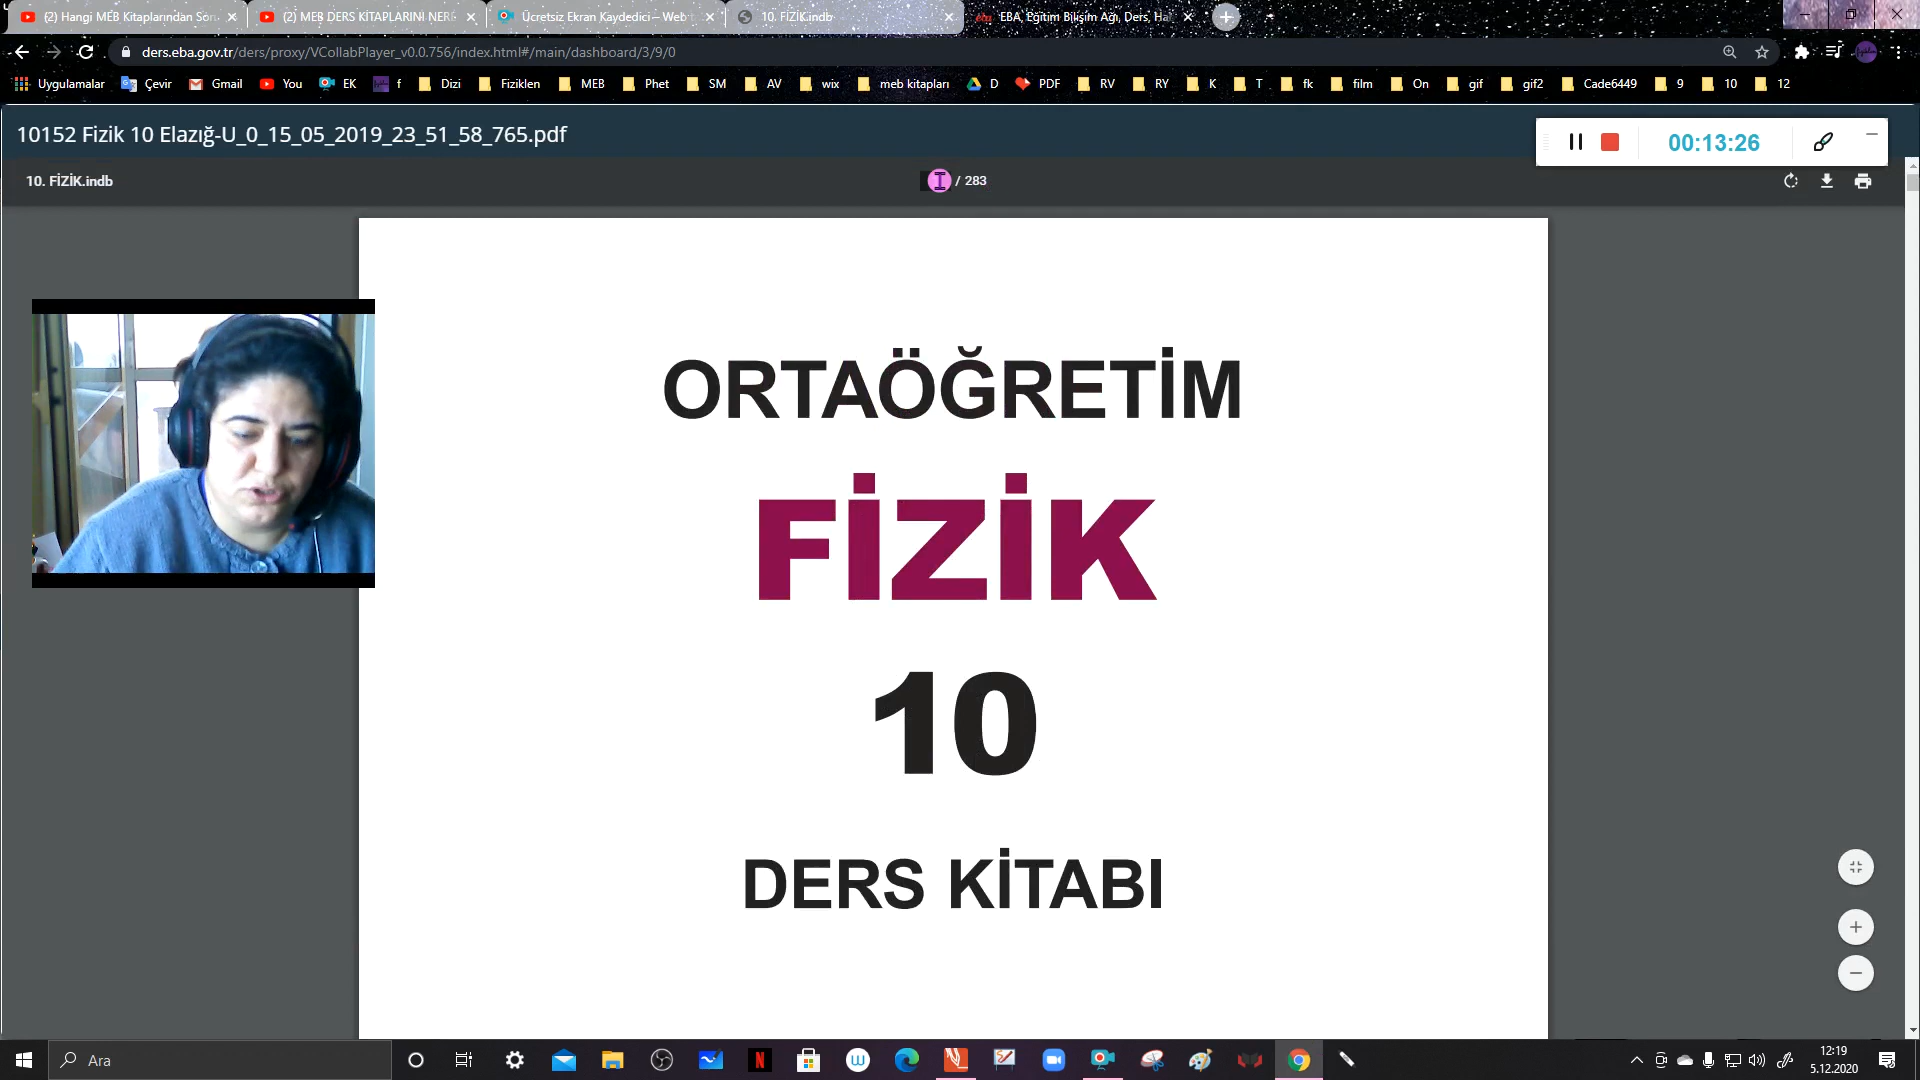 (2) Hangi MEB Kitaplarından Son
(2) MEB DERS KİTAPLARINI NERE
Ücretsiz Ekran Kaydedici – Web t
10. FİZİK.indb
EBA, Eğitim Bilişim Ağı, Ders, Ha
ders.eba.gov.tr/ders/proxy/VCollabPlayer_v0.0.756/index.html#/main/dashboard/3/9/0
Uygulamalar Çevir Gmail You EK f Dizi Fiziklen MEB Phet SM AV wix meb kitapları D PDF RV RY K T fk film On gif gif2 Cade6449 9 10 12
10152 Fizik 10 Elazığ-U_0_15_05_2019_23_51_58_765.pdf
00:13:26
10. FİZİK.indb
/ 283
ORTAÖĞRETİM
FİZİK
10
DERS KİTABI
Ara
12:19
5.12.2020